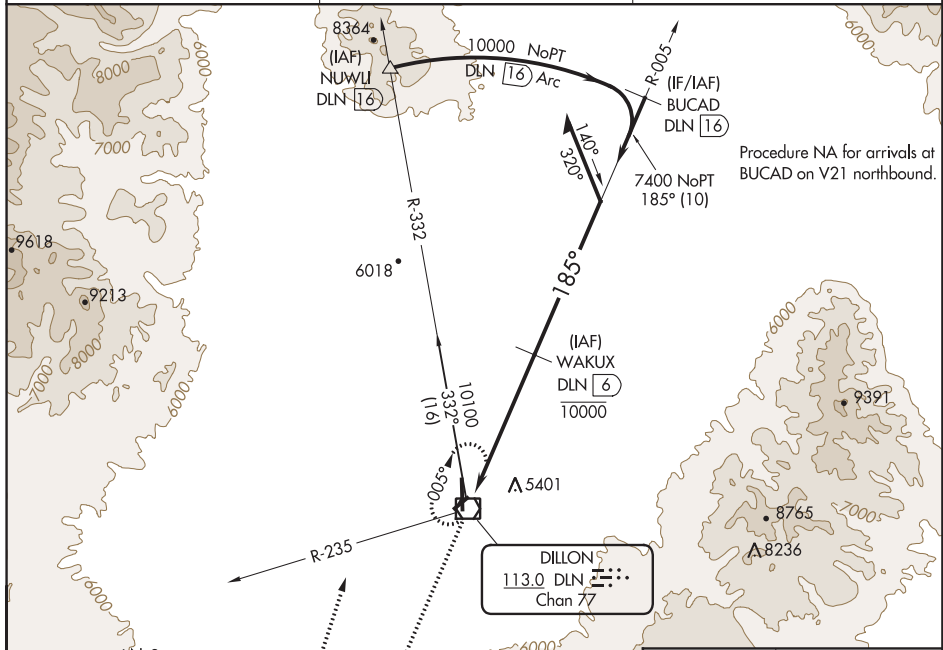 8364
(IAF)
NUWLI
DLN 16
10000 NoPT
DLN 16 Arc
R-005
(IF/IAF)
BUCAD
DLN 16
6000
8000
7000
140°
320°
7400 NoPT
185° (10)
Procedure NA for arrivals at
BUCAD on V21 northbound.
R-332
9618
6018
185°
9213
8000
7000
6000
6000
(IAF)
WAKUX
DLN 6
10000
10100
332°
(16)
9391
005°
5401
7000
8765
8236
R-235
DILLON
113.0 DLN
Chan 77
6000
6000